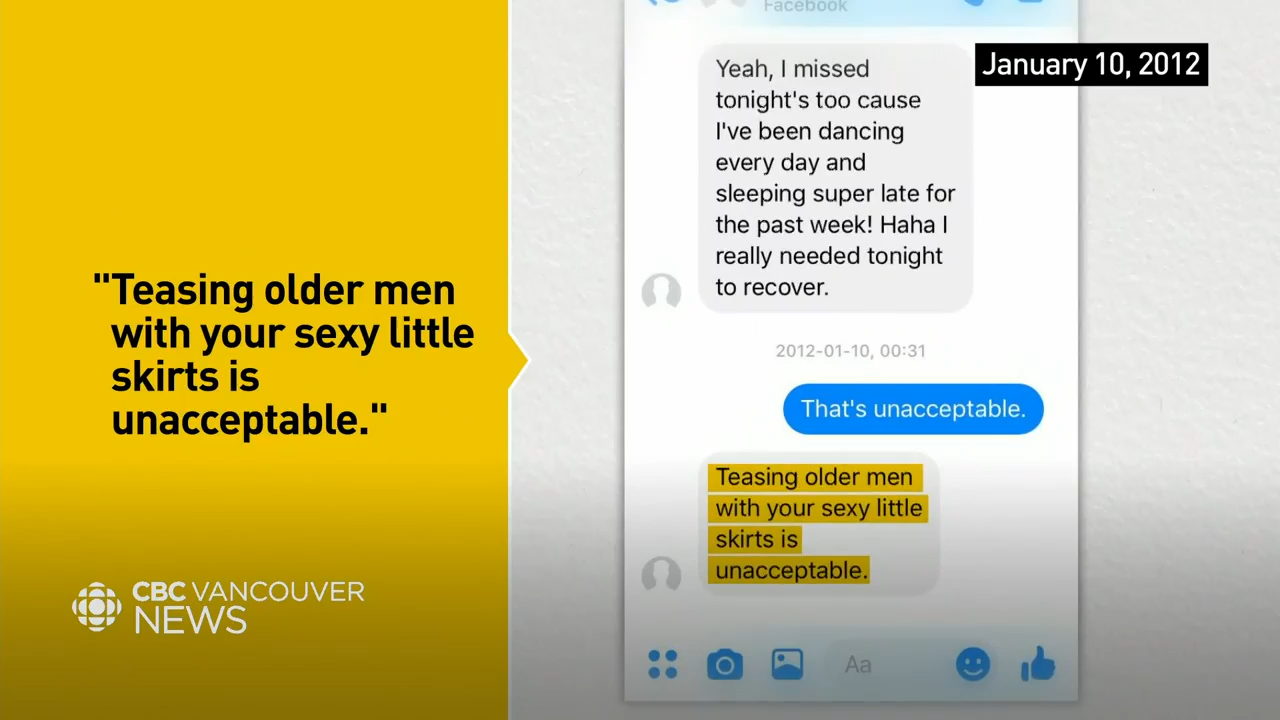 Facebook
January 10, 2012
Yeah, I missed
tonight's too cause
I've been dancing
every day and
sleeping super late for
the past week! Haha I
really needed tonight
to recover.
2012-01-10, 00:31
That's unacceptable.
Teasing older men
with your sexy little
skirts is
unacceptable.
Aa
"Teasing older men
with your sexy little
skirts is
unacceptable."
CBC VANCOUVER
NEWS